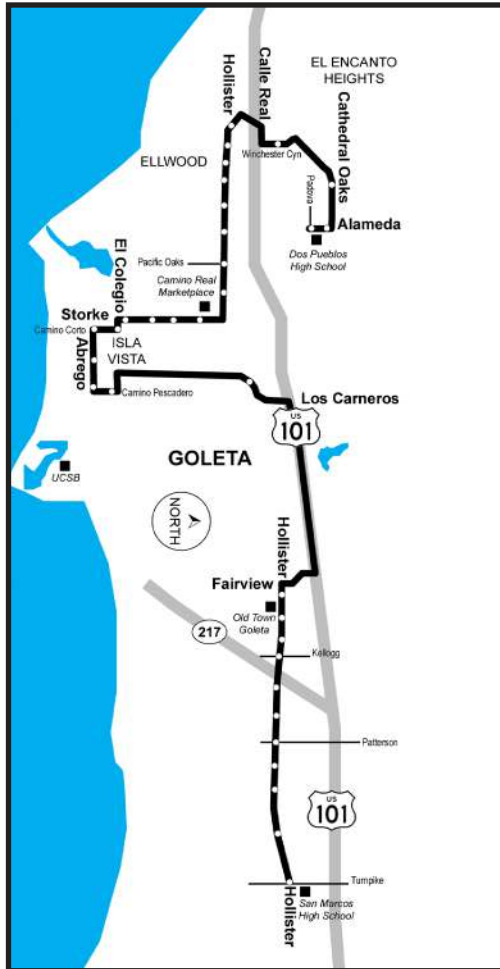 EL ENCANTO
HEIGHTS
Calle Real
Hollister
Cathedral Oaks
Winchester Cyn
ELLWOOD
Padova
Alameda
Dos Pueblos
High School
El Colegio
Pacific Oaks
Camino Real
Marketplace
Storke
Camino Corto
ISLA
VISTA
Abrego
Camino Pescadero
Los Carneros
US
101
GOLETA
UCSB
NORTH
Hollister
Fairview
Old Town
Goleta
217
Kellogg
Patterson
US
101
Turnpike
San Marcos
High School
Hollister